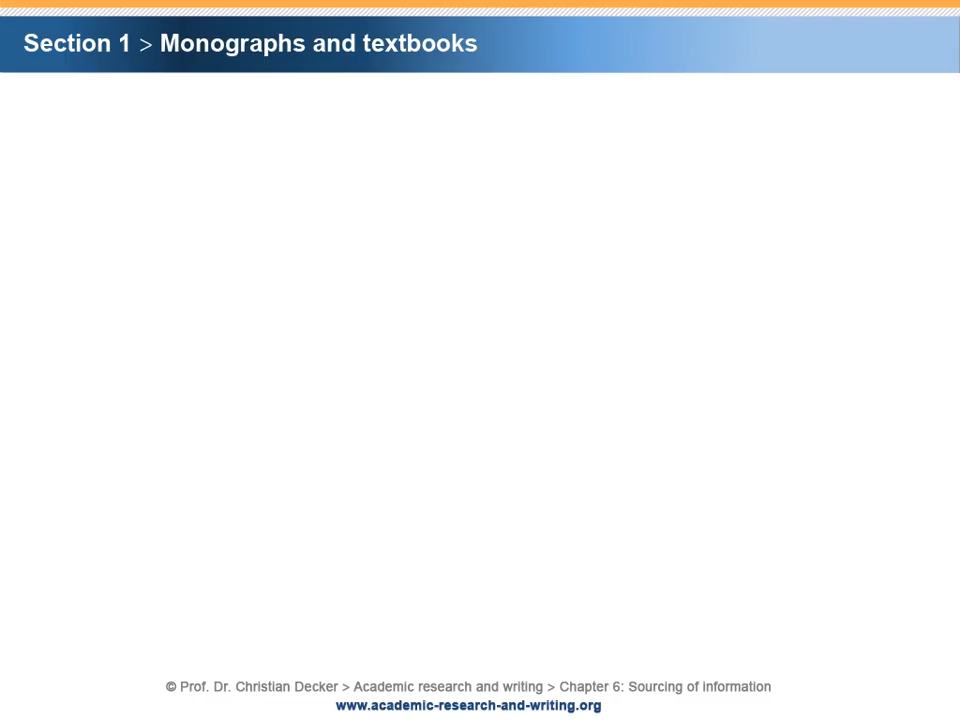 Section 1 > Monographs and textbooks
© Prof. Dr. Christian Decker > Academic research and writing > Chapter 6: Sourcing of information
www.academic-research-and-writing.org